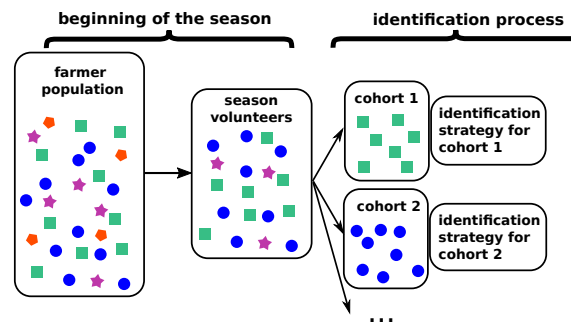 beginning of the season
identification process
farmer
population
season
volunteers
cohort 1
identification
strategy for
cohort 1
cohort 2
identification
strategy for
cohort 2
...